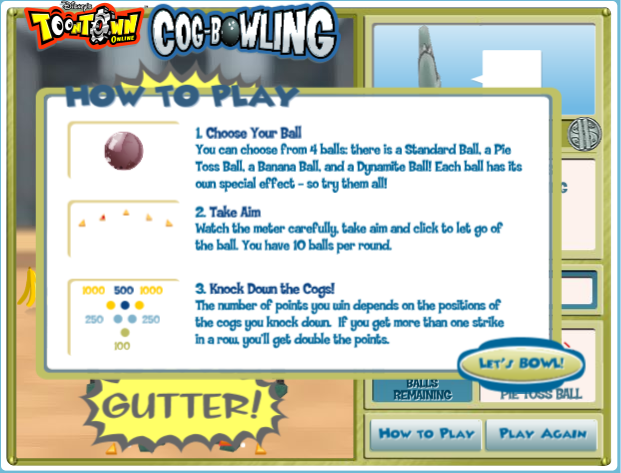 Disney's
TOONTOWN
ONLINE
COG-BOWLING
HOW TO PLAY
1. Choose Your Ball
You can choose from 4 balls: there is a Standard Ball, a Pie
Toss Ball, a Banana Ball, and a Dynamite Ball! Each ball has its
own special effect - so try them all!
2. Take Aim
Watch the meter carefully, take aim and click to let go of
the ball. You have 10 balls per round.
1000 500 1000
250 250
100
3. Knock Down the Cogs!
The number of points you win depends on the positions of
the cogs you knock down. If you get more than one strike
in a row, you'll get double the points.
LET'S BOWL!
GUTTER!
BALLS
REMAINING
PIE TOSS BALL
HOW TO PLAY
PLAY AGAIN